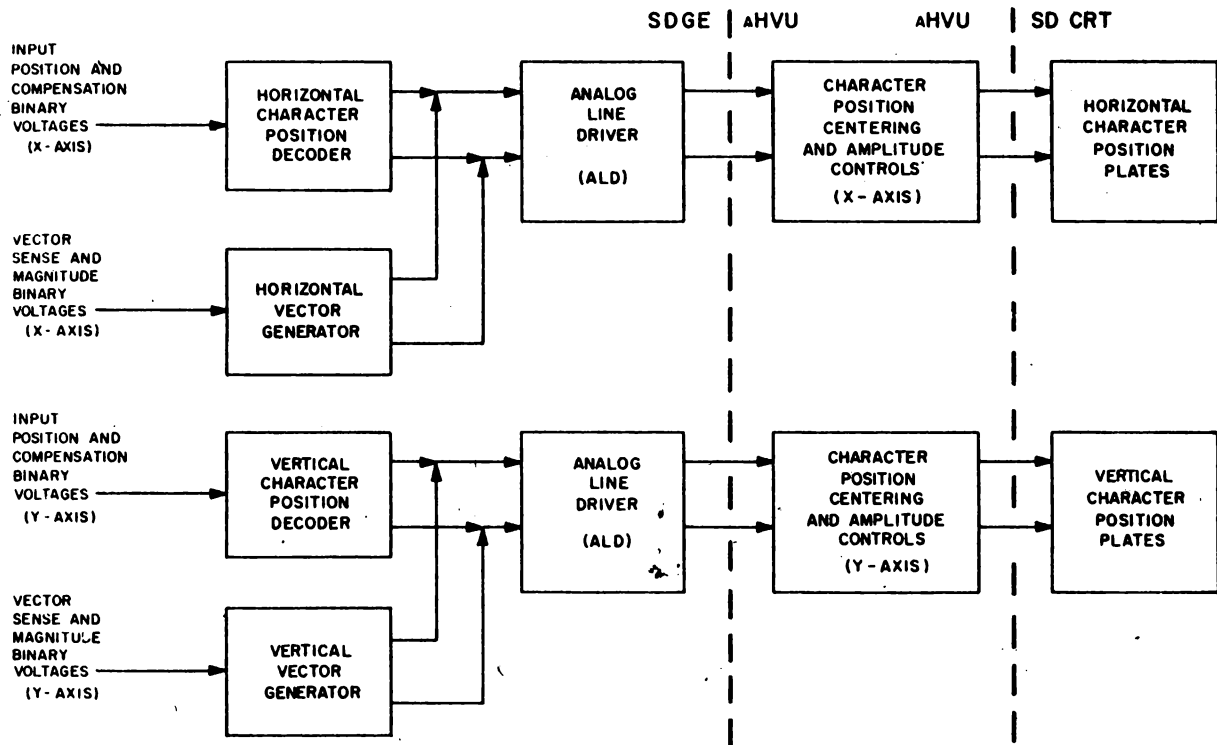 SDGE
AHVU
AHVU
SD CRT
INPUT
POSITION AND
COMPENSATION
BINARY
VOLTAGES
(X-AXIS)
HORIZONTAL
CHARACTER
POSITION
DECODER
ANALOG
LINE
DRIVER
(ALD)
CHARACTER
POSITION
CENTERING
AND AMPLITUDE
CONTROLS
(X-AXIS)
HORIZONTAL
CHARACTER
POSITION
PLATES
VECTOR
SENSE AND
MAGNITUDE
BINARY
VOLTAGES
(X-AXIS)
HORIZONTAL
VECTOR
GENERATOR
INPUT
POSITION AND
COMPENSATION
BINARY
VOLTAGES
(Y-AXIS)
VERTICAL
CHARACTER
POSITION
DECODER
ANALOG
LINE
DRIVER
(ALD)
CHARACTER
POSITION
CENTERING
AND AMPLITUDE
CONTROLS
(Y-AXIS)
VERTICAL
CHARACTER
POSITION
PLATES
VECTOR
SENSE AND
MAGNITUDE
BINARY
VOLTAGES
(Y-AXIS)
VERTICAL
VECTOR
GENERATOR